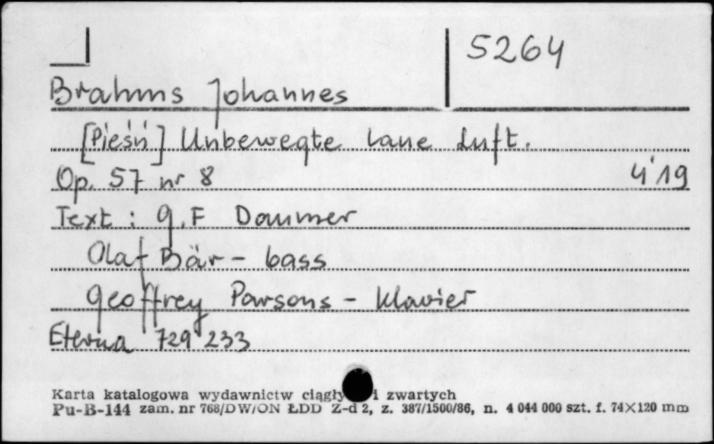 5264
Brahms Johannes
[Pieśń] Unbewegte laue Luft.
Op. 57 nr 8 4'19
Text: G.F Daumer
Olaf Bär - bass
Geoffrey Parsons - Klavier
Eterna 729 233
Karta katalogowa wydawnictw ciągły i zwartych
Pu-B-144 zam. nr 768/DW/ON ŁDD Z-d 2, z. 387/1500/86, n. 4 044 000 szt. f. 74×120 mm